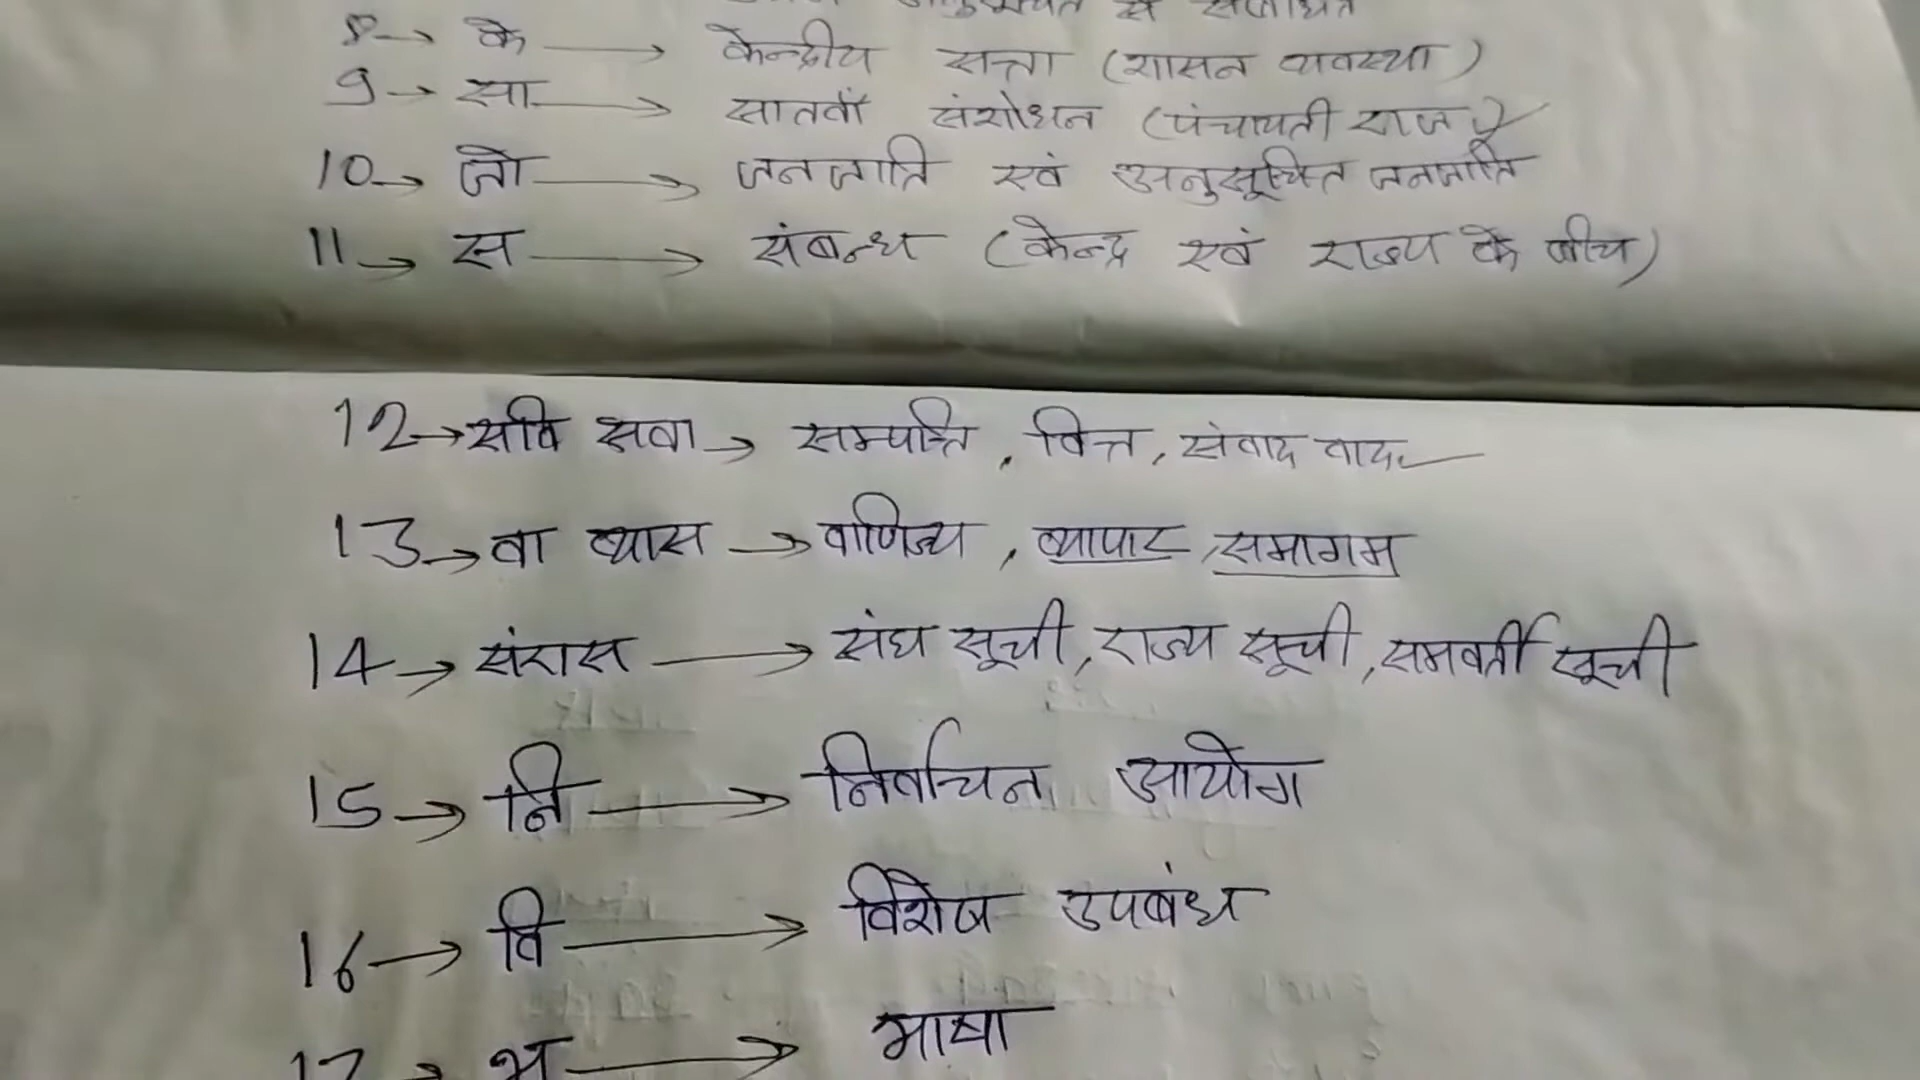 8→ के → केन्द्रीय सत्ता (शासन व्यवस्था)
9→ सा → सातवाँ संशोधन (पंचायती राज)
10→ जो → जनजाति एवं अनुसूचित जनजाति
11→ स → संबन्ध (केन्द्र एवं राज्य के बीच)
12→ सवि सवा → सम्पत्ति, वित्त, संवाद वाद
13→ वा व्यास → वाणिज्य, व्यापार, समागम
14→ संरास → संघ सूची, राज्य सूची, समवर्ती सूची
15→ नि → निर्वाचन आयोग
16→ वि → विशेष उपबंध
17→ भ → भाषा